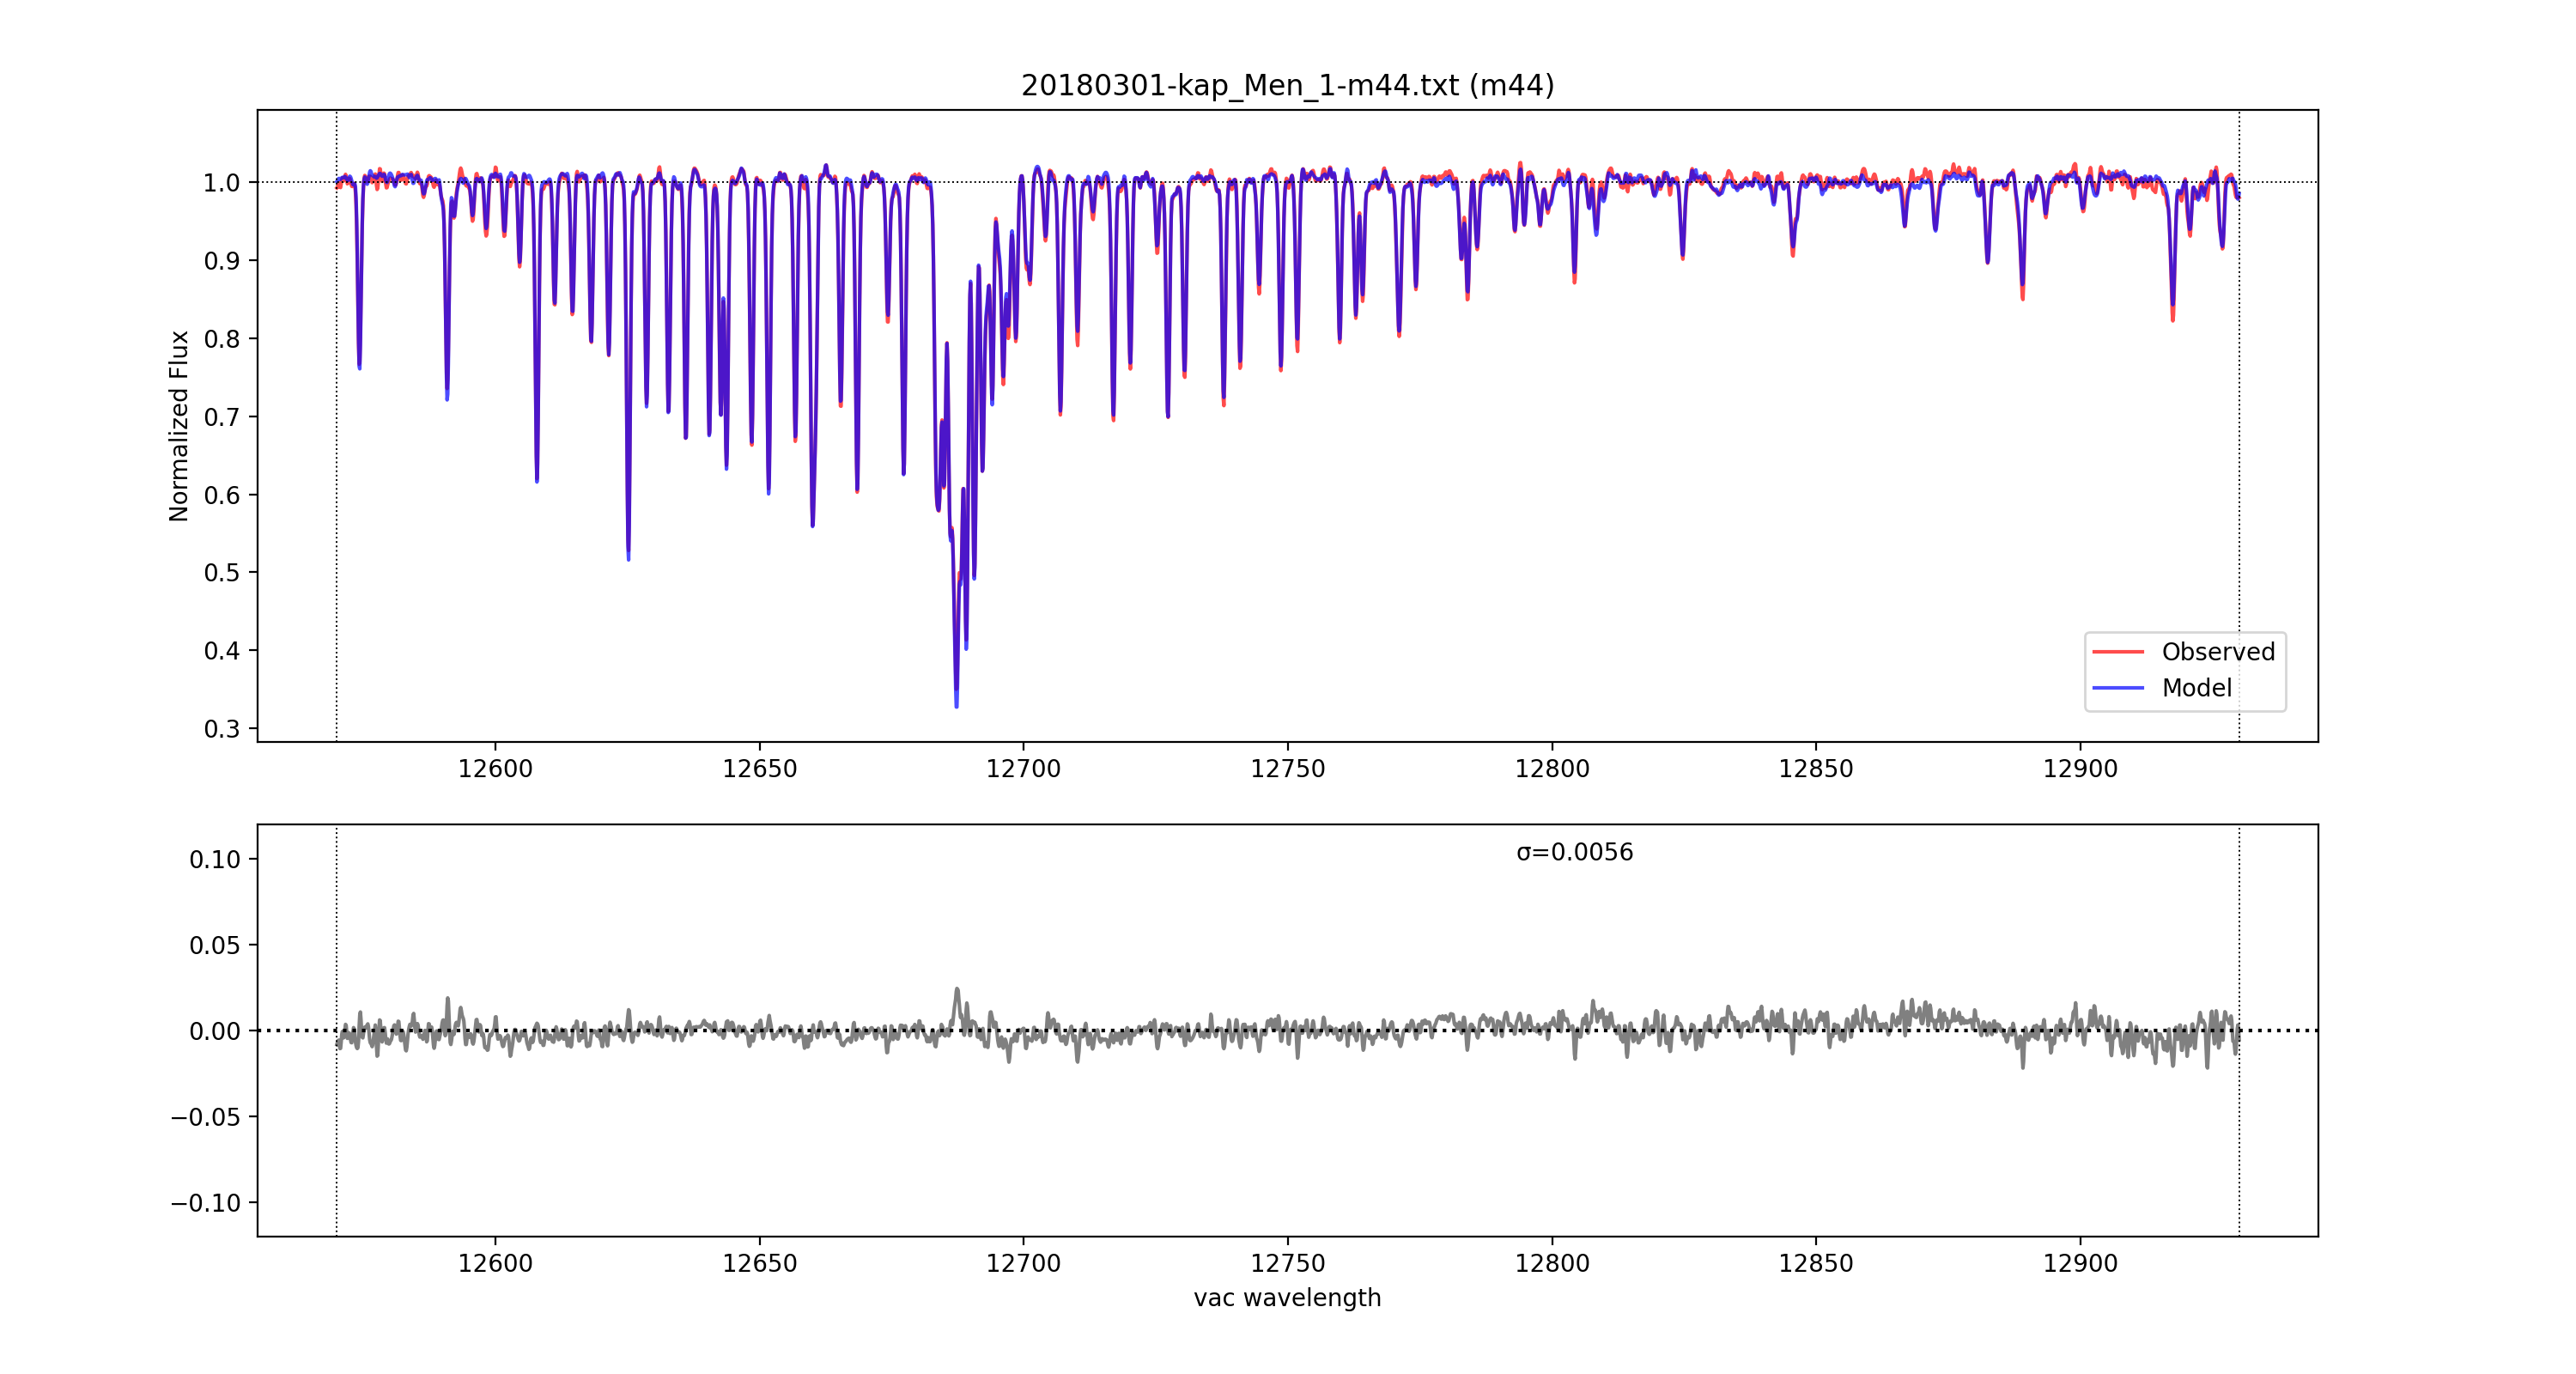 20180301-kap_Men_1-m44.txt (m44)
Normalized Flux
1.0
0.9
0.8
0.7
0.6
0.5
0.4
0.3
Observed
Model
12600 12650 12700 12750 12800 12850 12900
σ=0.0056
0.10
0.05
0.00
−0.05
−0.10
12600 12650 12700 12750 12800 12850 12900
vac wavelength